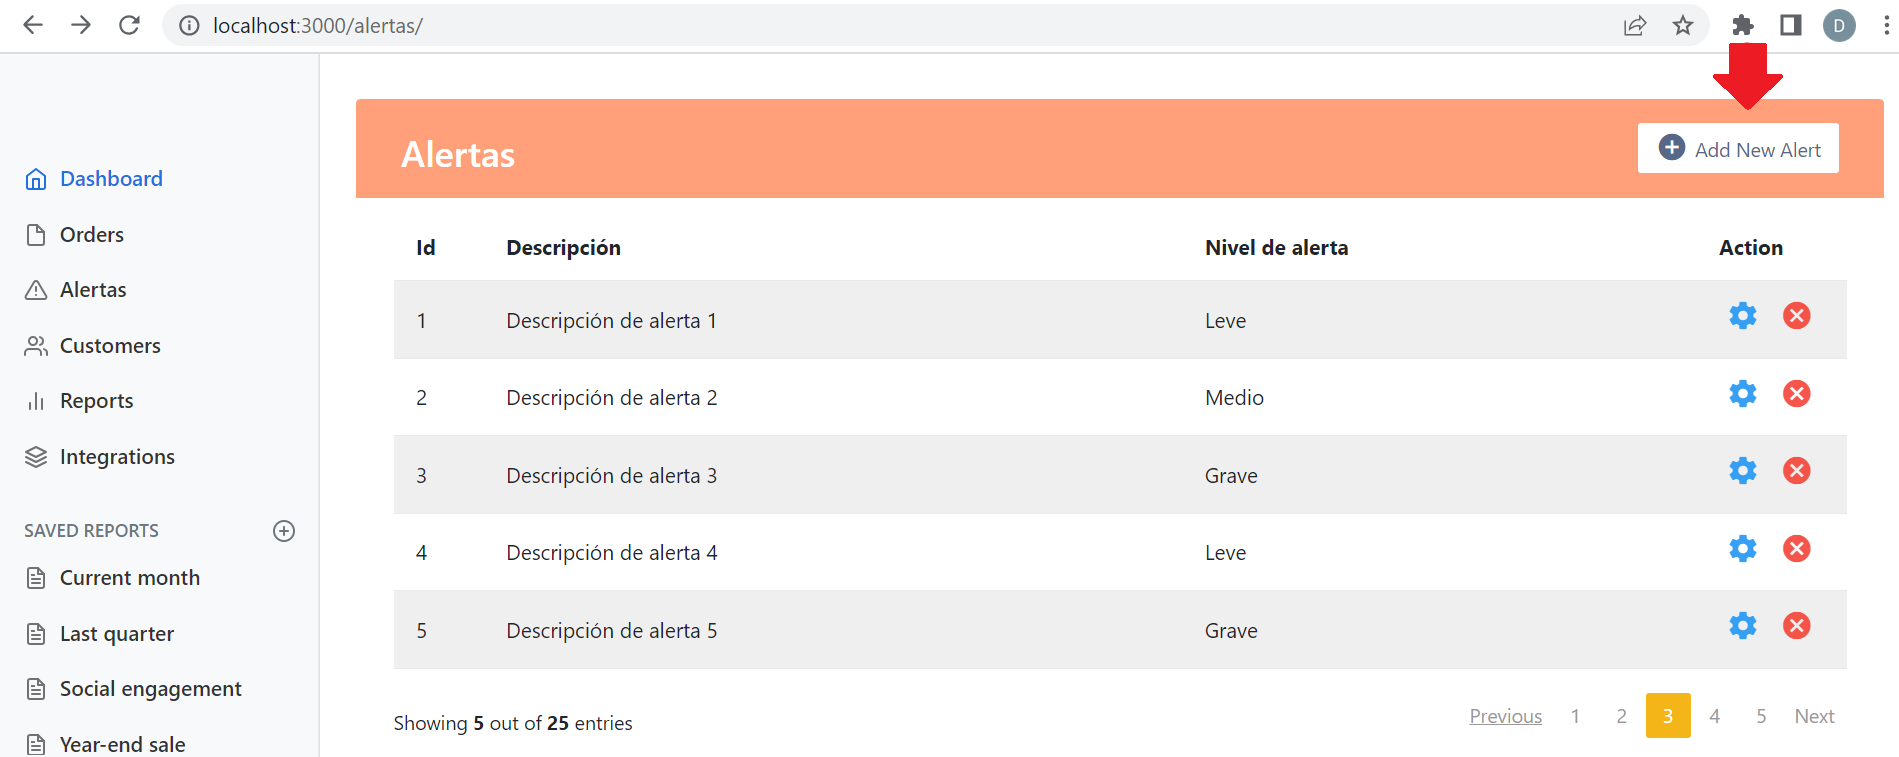 localhost:3000/alertas/
D
Dashboard
Orders
Alertas
Customers
Reports
Integrations
SAVED REPORTS
Current month
Last quarter
Social engagement
Year-end sale
Alertas
Add New Alert
Id Descripción Nivel de alerta Action
1 Descripción de alerta 1 Leve
2 Descripción de alerta 2 Medio
3 Descripción de alerta 3 Grave
4 Descripción de alerta 4 Leve
5 Descripción de alerta 5 Grave
Showing 5 out of 25 entries
Previous 1 2 3 4 5 Next